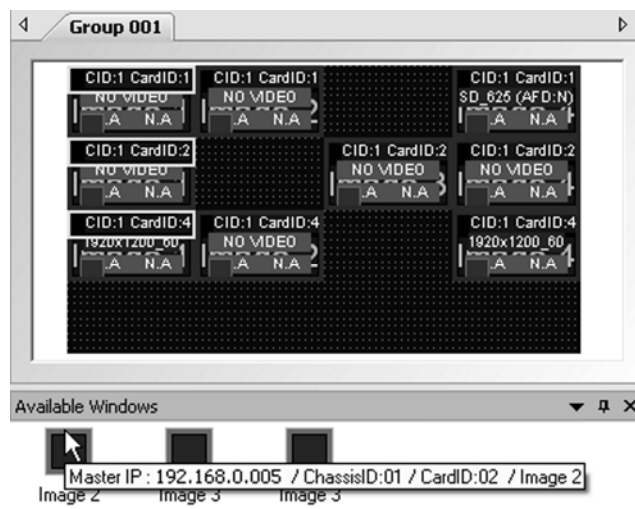 Group 001
CID:1 CardID:1 CID:1 CardID:1 CID:1 CardID:1
NO VIDEO NO VIDEO SD_625 (AFD:N)
.A N.A .A N.A .A N.A
CID:1 CardID:2 CID:1 CardID:2 CID:1 CardID:2
NO VIDEO NO VIDEO NO VIDEO
.A N.A .A N.A .A N.A
CID:1 CardID:4 CID:1 CardID:4 CID:1 CardID:4
1920x1200_60 NO VIDEO 1920x1200_60
.A N.A .A N.A .A N.A
Available Windows
Master IP : 192.168.0.005 / ChassisID:01 / CardID:02 / Image 2
Image 2 Image 3 Image 3